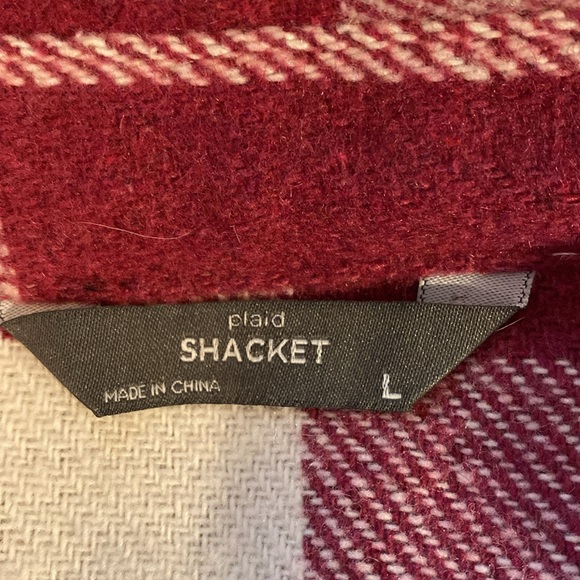 plaid
SHACKET
MADE IN CHINA
L